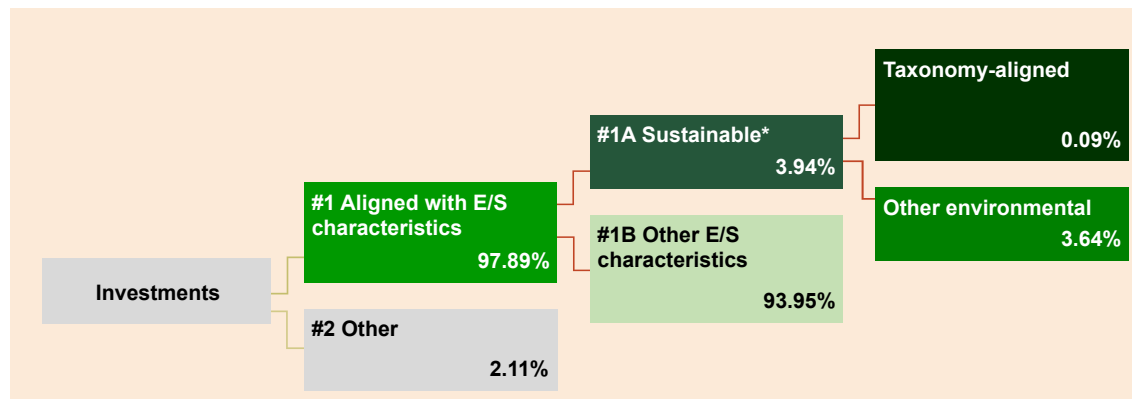 Investments
#1 Aligned with E/S
characteristics
97.89%
#2 Other
2.11%
#1A Sustainable*
3.94%
#1B Other E/S
characteristics
93.95%
Taxonomy-aligned
0.09%
Other environmental
3.64%